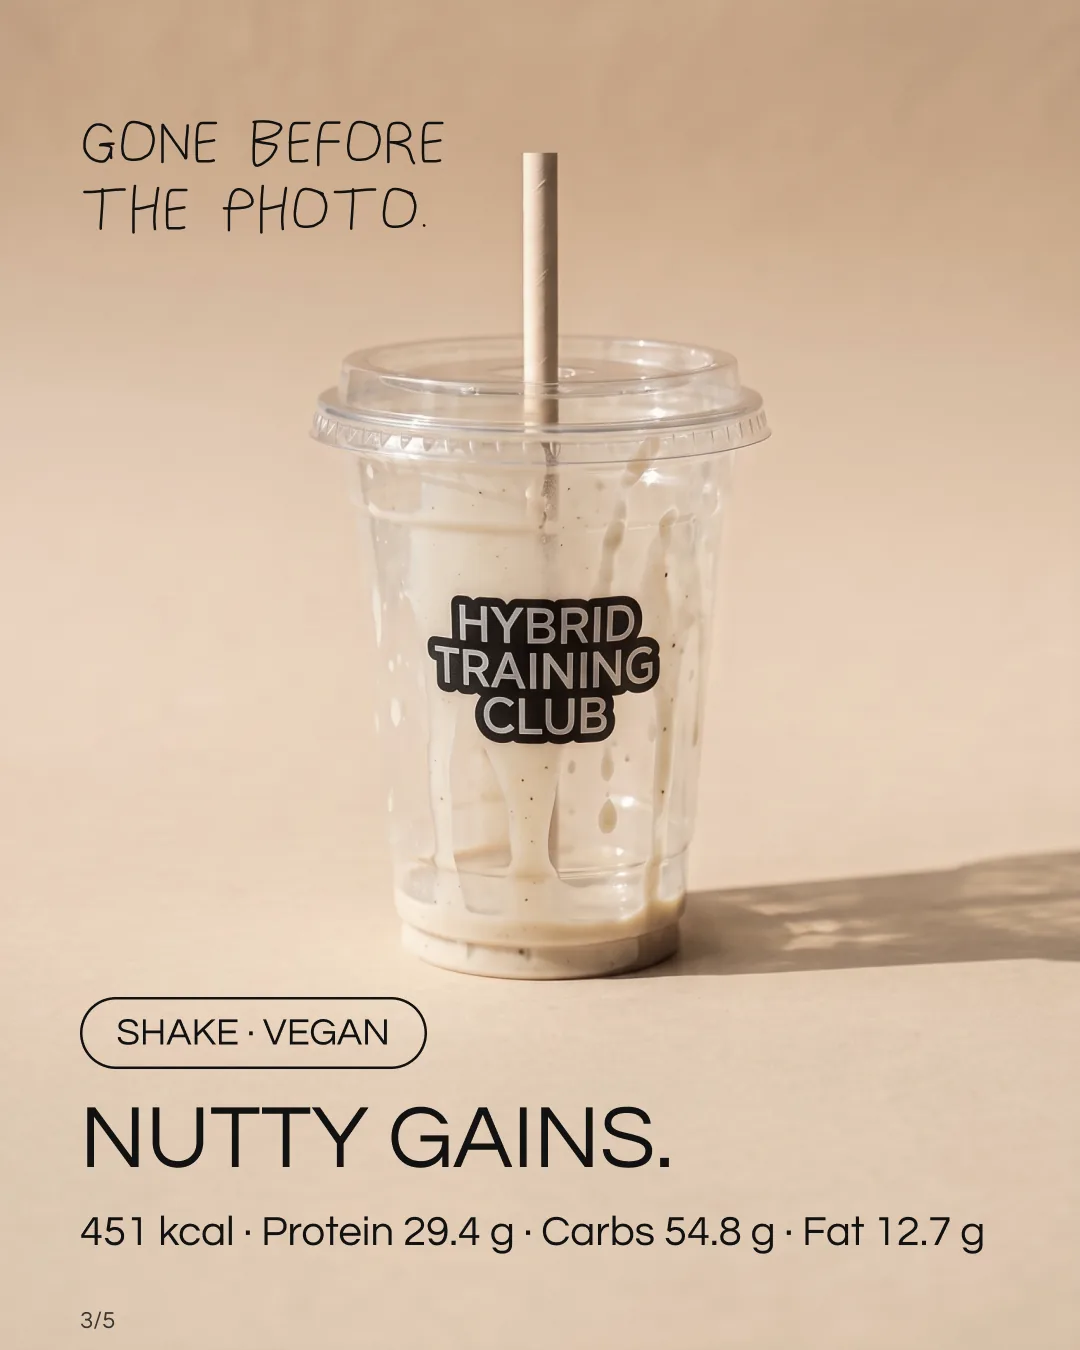 GONE BEFORE
THE PHOTO.
HYBRID
TRAINING
CLUB
SHAKE · VEGAN
NUTTY GAINS.
451 kcal · Protein 29.4 g · Carbs 54.8 g · Fat 12.7 g
3/5